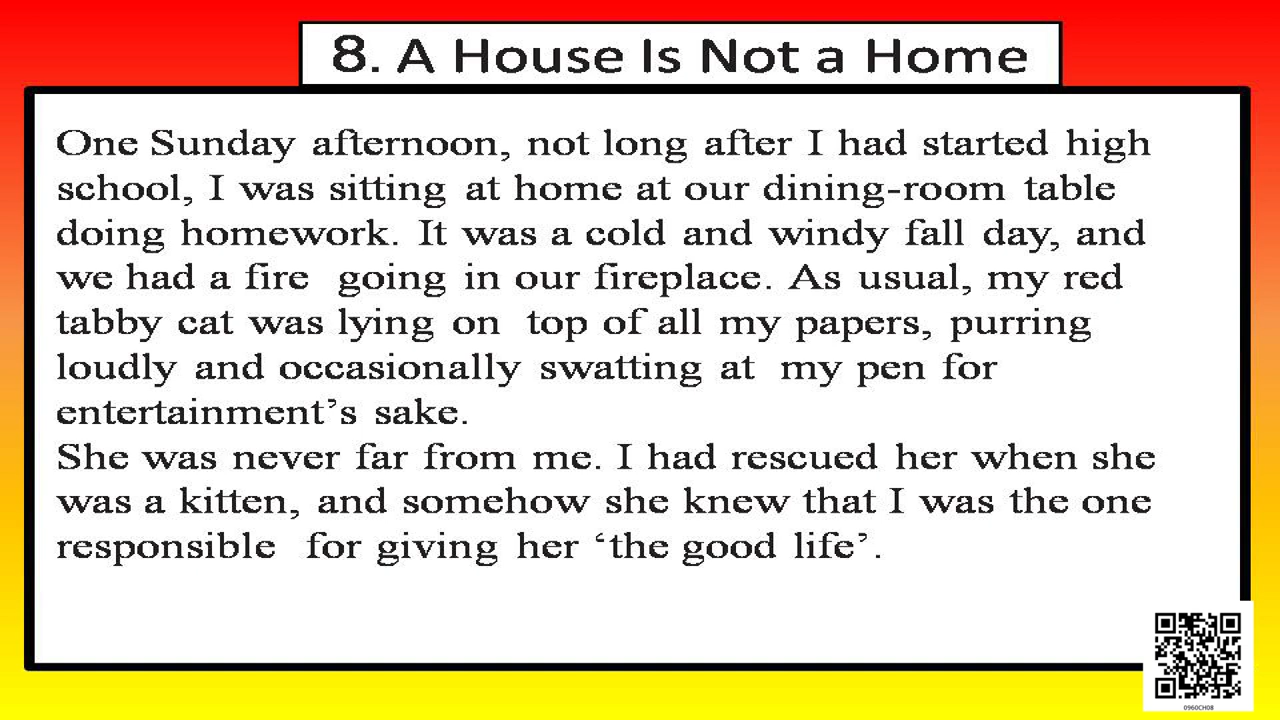 8. A House Is Not a Home
One Sunday afternoon, not long after I had started high
school, I was sitting at home at our dining-room table
doing homework. It was a cold and windy fall day, and
we had a fire going in our fireplace. As usual, my red
tabby cat was lying on top of all my papers, purring
loudly and occasionally swatting at my pen for
entertainment’s sake.
She was never far from me. I had rescued her when she
was a kitten, and somehow she knew that I was the one
responsible for giving her ‘the good life’.
0960CH08